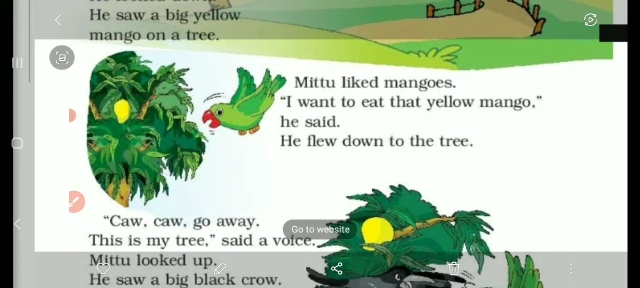 He saw a big yellow
mango on a tree.
Mittu liked mangoes.
“I want to eat that yellow mango,”
he said.
He flew down to the tree.
“Caw, caw, go away.
This is my tree,” said a voice.
Mittu looked up.
He saw a big black crow.
Go to website